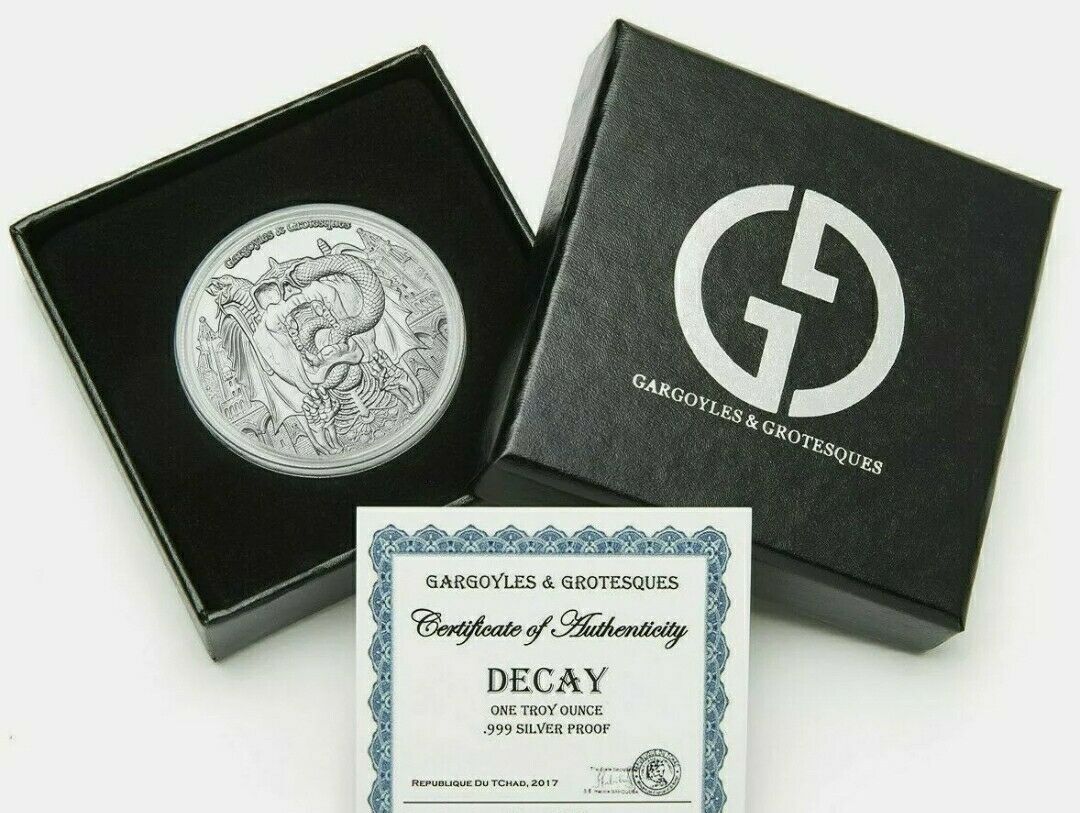 Gargoyles & Grotesques
GG
GARGOYLES & GROTESQUES
GARGOYLES & GROTESQUES
Certificate of Authenticity
DECAY
ONE TROY OUNCE
.999 SILVER PROOF
REPUBLIQUE DU TCHAD, 2017